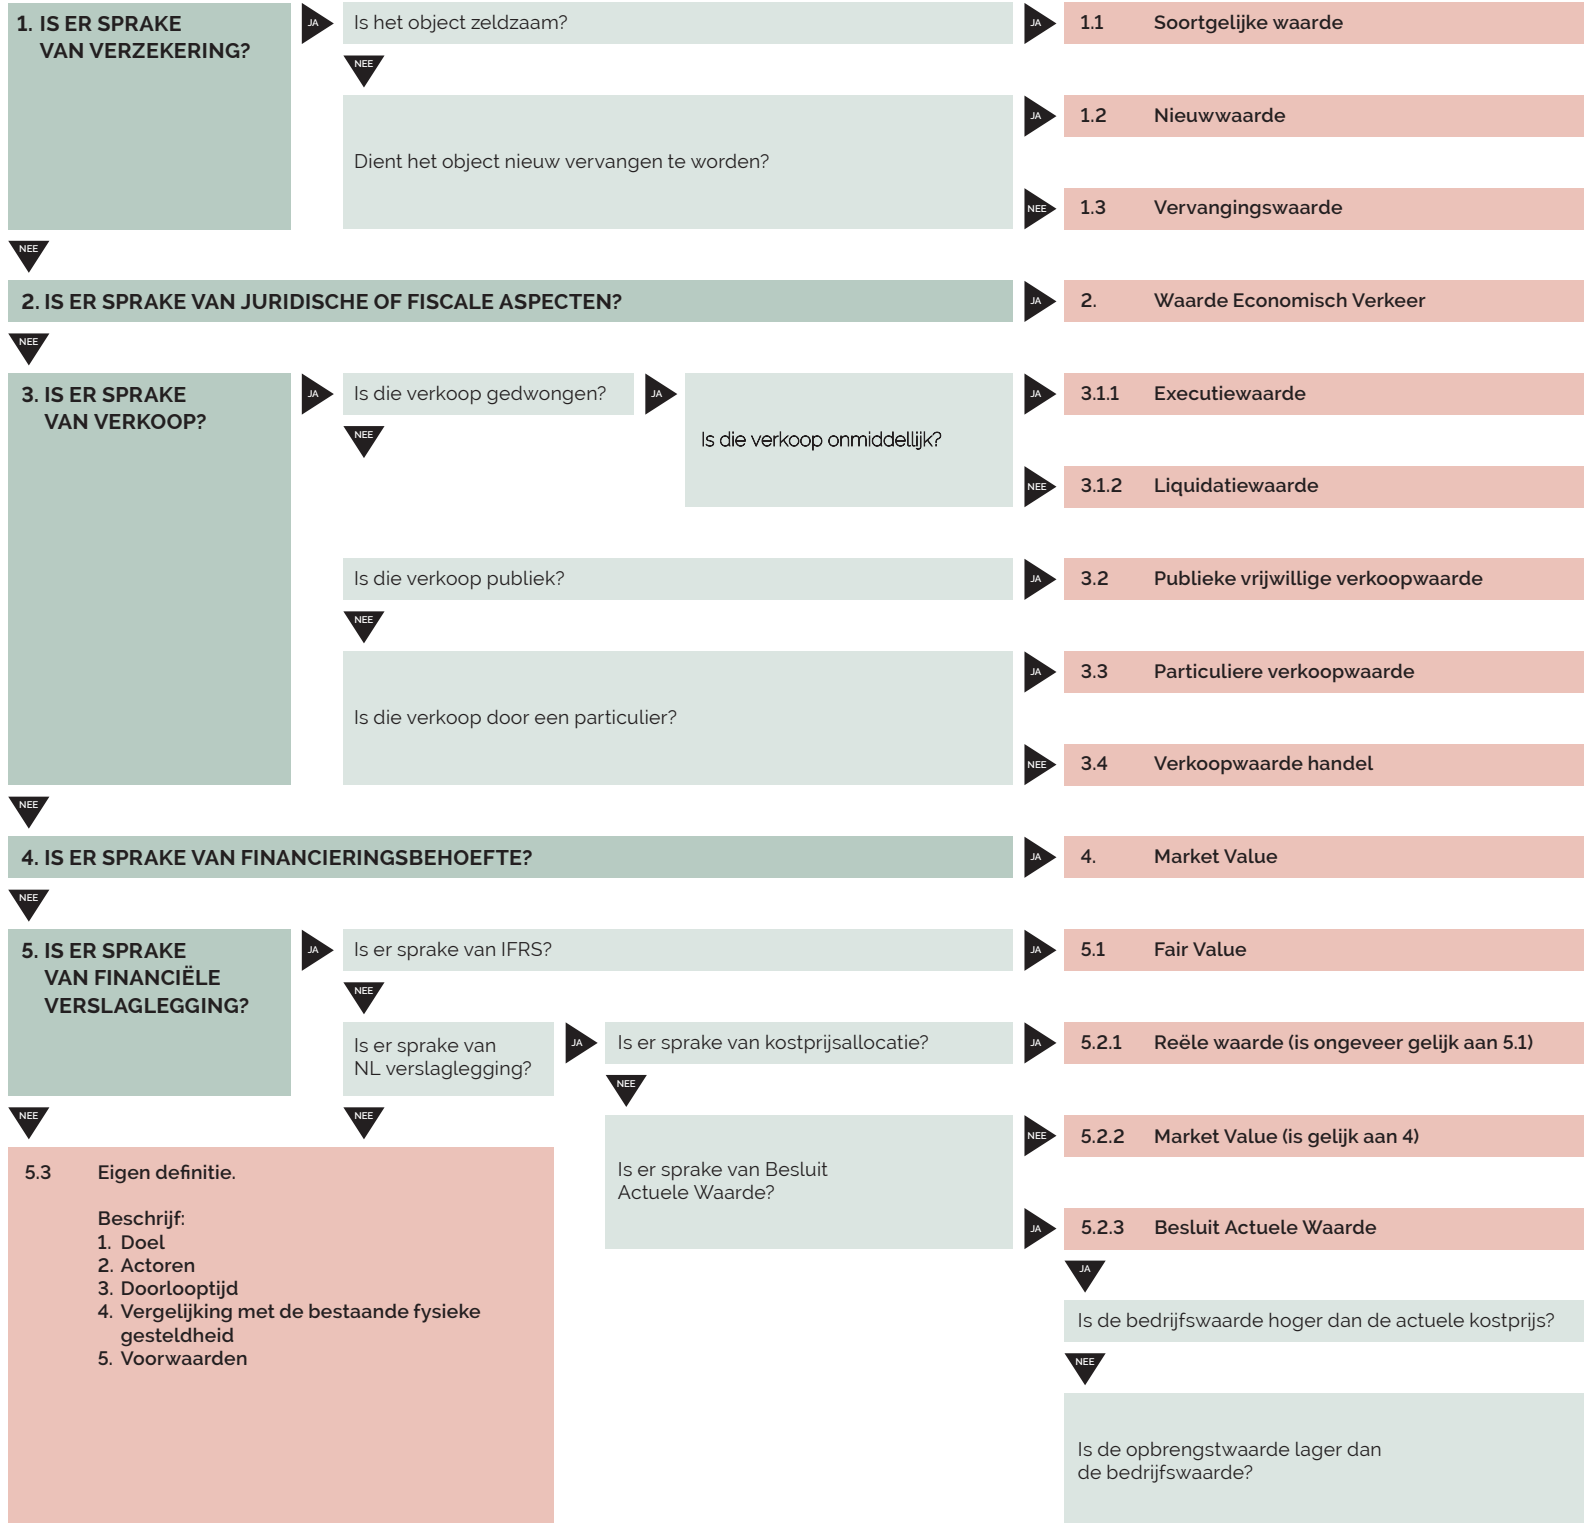 1. IS ER SPRAKE
VAN VERZEKERING?
JA
Is het object zeldzaam?
JA
1.1 Soortgelijke waarde
NEE
Dient het object nieuw vervangen te worden?
JA
1.2 Nieuwwaarde
NEE
1.3 Vervangingswaarde
NEE
2. IS ER SPRAKE VAN JURIDISCHE OF FISCALE ASPECTEN?
JA
2. Waarde Economisch Verkeer
NEE
3. IS ER SPRAKE
VAN VERKOOP?
JA
Is die verkoop gedwongen?
JA
Is die verkoop onmiddellijk?
JA
3.1.1 Executiewaarde
NEE
3.1.2 Liquidatiewaarde
NEE
Is die verkoop publiek?
JA
3.2 Publieke vrijwillige verkoopwaarde
NEE
Is die verkoop door een particulier?
JA
3.3 Particuliere verkoopwaarde
NEE
3.4 Verkoopwaarde handel
NEE
4. IS ER SPRAKE VAN FINANCIERINGSBEHOEFTE?
JA
4. Market Value
NEE
5. IS ER SPRAKE
VAN FINANCIËLE
VERSLAGLEGGING?
JA
Is er sprake van IFRS?
JA
5.1 Fair Value
NEE
Is er sprake van
NL verslaglegging?
JA
Is er sprake van kostprijsallocatie?
JA
5.2.1 Reële waarde (is ongeveer gelijk aan 5.1)
NEE
Is er sprake van Besluit
Actuele Waarde?
NEE
5.2.2 Market Value (is gelijk aan 4)
JA
5.2.3 Besluit Actuele Waarde
JA
Is de bedrijfswaarde hoger dan de actuele kostprijs?
NEE
Is de opbrengstwaarde lager dan
de bedrijfswaarde?
NEE
NEE
5.3 Eigen definitie.
Beschrijf:
1. Doel
2. Actoren
3. Doorlooptijd
4. Vergelijking met de bestaande fysieke
gesteldheid
5. Voorwaarden